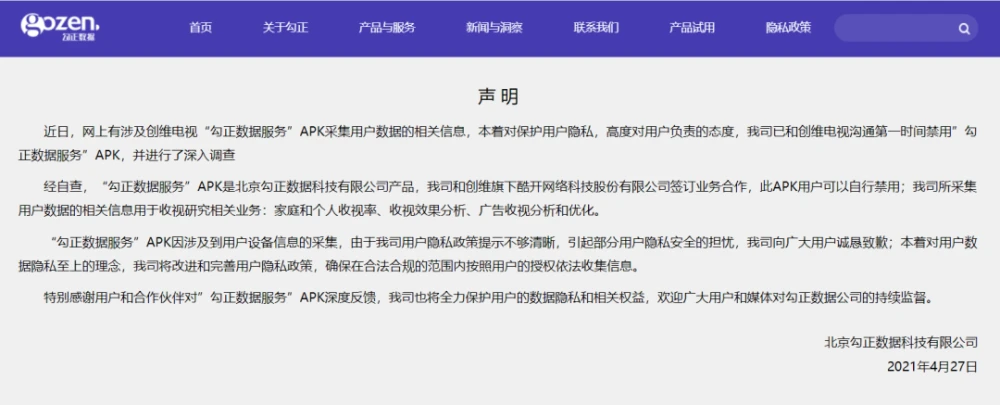 gozen.
勾正数据
首页 关于勾正 产品与服务 新闻与洞察 联系我们 产品试用 隐私政策
声 明
近日，网上有涉及创维电视“勾正数据服务”APK采集用户数据的相关信息，本着对保护用户隐私，高度对用户负责的态度，我司已和创维电视沟通第一时间禁用”勾
正数据服务”APK，并进行了深入调查
经自查，“勾正数据服务”APK是北京勾正数据科技有限公司产品，我司和创维旗下酷开网络科技股份有限公司签订业务合作，此APK用户可以自行禁用；我司所采集
用户数据的相关信息用于收视研究相关业务：家庭和个人收视率、收视效果分析、广告收视分析和优化。
“勾正数据服务”APK因涉及到用户设备信息的采集，由于我司用户隐私政策提示不够清晰，引起部分用户隐私安全的担忧，我司向广大用户诚恳致歉；本着对用户数
据隐私至上的理念，我司将改进和完善用户隐私政策，确保在合法合规的范围内按照用户的授权依法收集信息。
特别感谢用户和合作伙伴对”勾正数据服务”APK深度反馈，我司也将全力保护用户的数据隐私和相关权益，欢迎广大用户和媒体对勾正数据公司的持续监督。
北京勾正数据科技有限公司
2021年4月27日